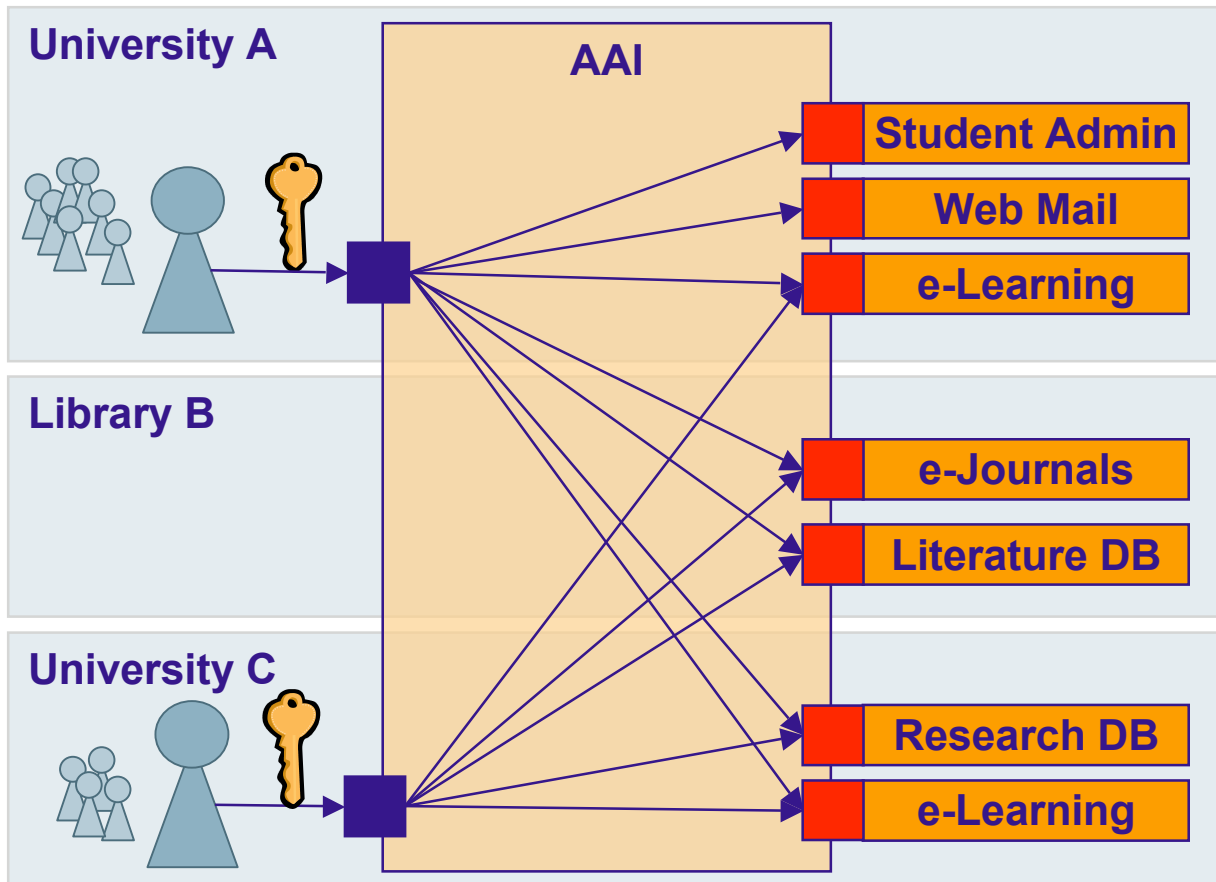 University A
AAI
Student Admin
Web Mail
e-Learning
Library B
e-Journals
Literature DB
University C
Research DB
e-Learning